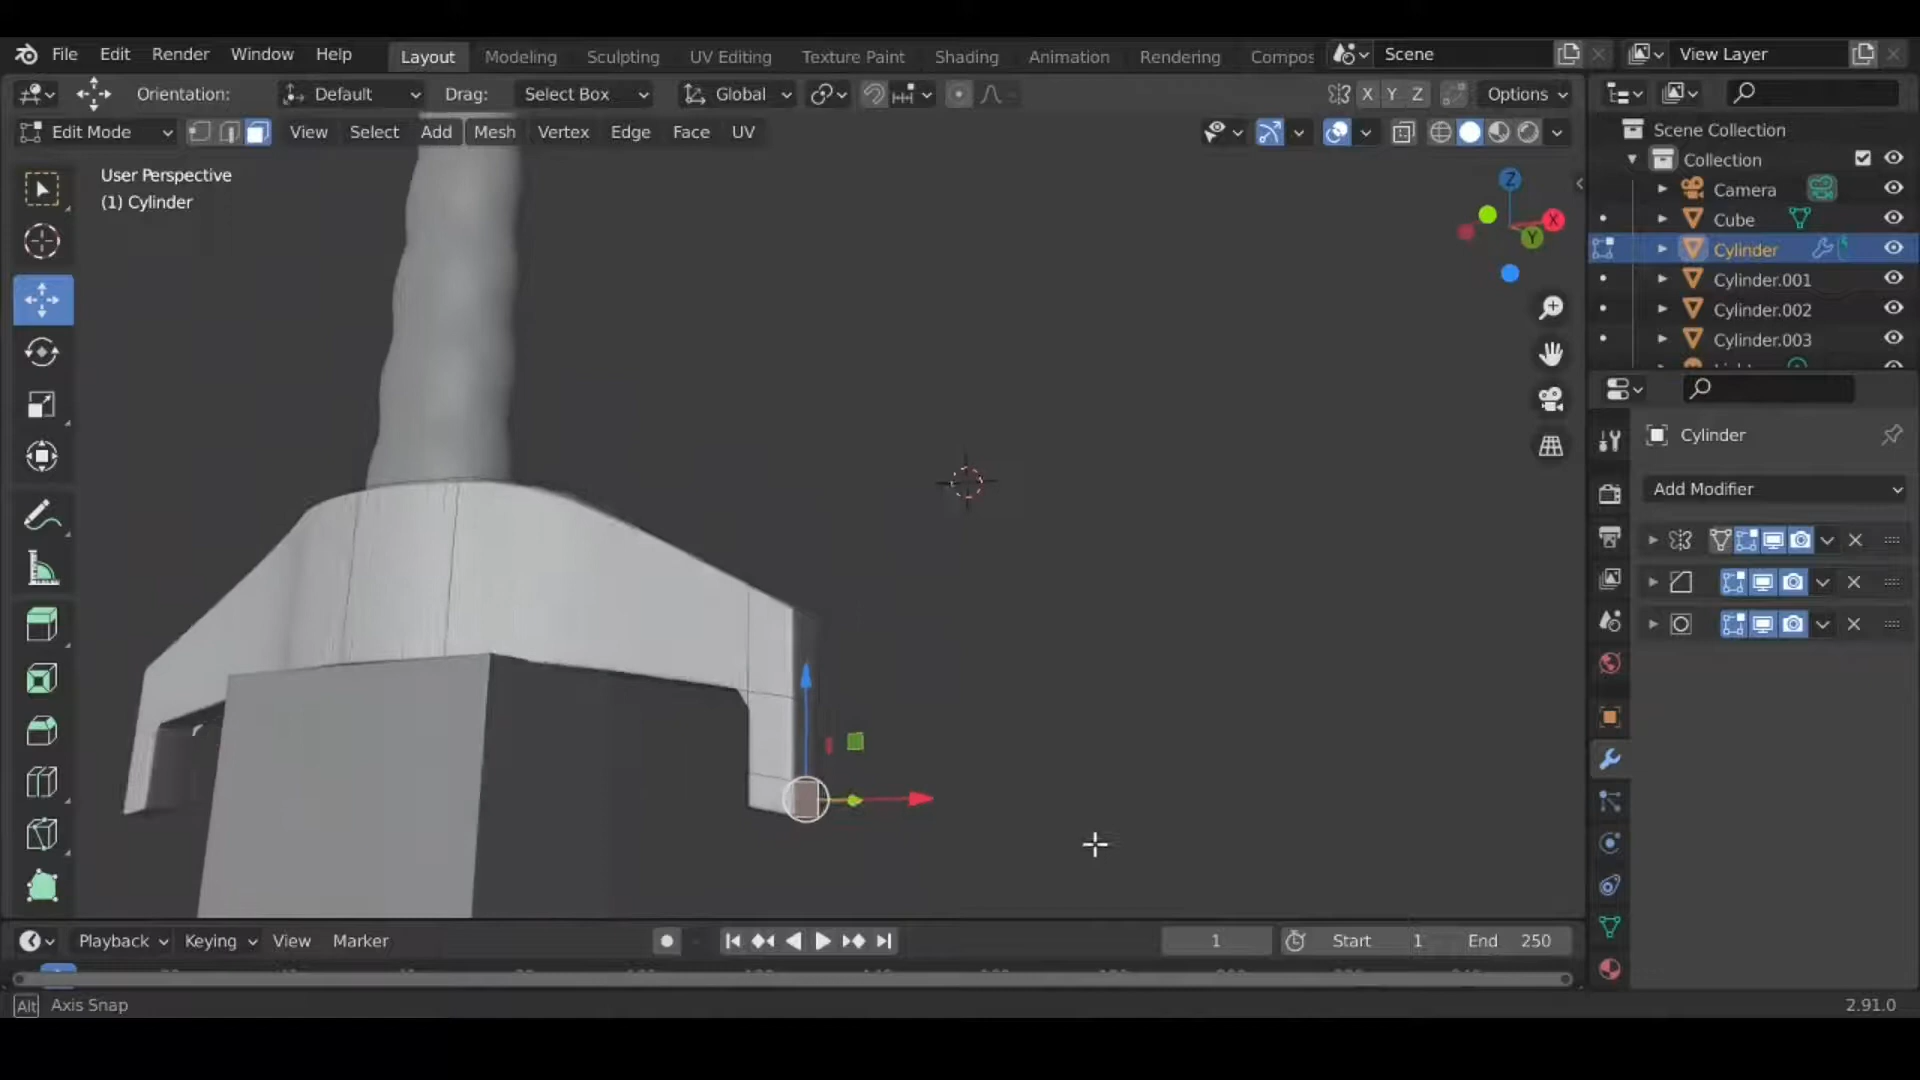 File Edit Render Window Help Layout Modeling Sculpting UV Editing Texture Paint Shading Animation Rendering Compos Scene View Layer
Orientation: Default Drag: Select Box Global X Y Z Options
Edit Mode View Select Add Mesh Vertex Edge Face UV
User Perspective
(1) Cylinder
Z
X
Y
Scene Collection
Collection
Camera
Cube
Cylinder
Cylinder.001
Cylinder.002
Cylinder.003
Cylinder
Add Modifier
Playback Keying View Marker 1 Start 1 End 250
Alt Axis Snap 2.91.0